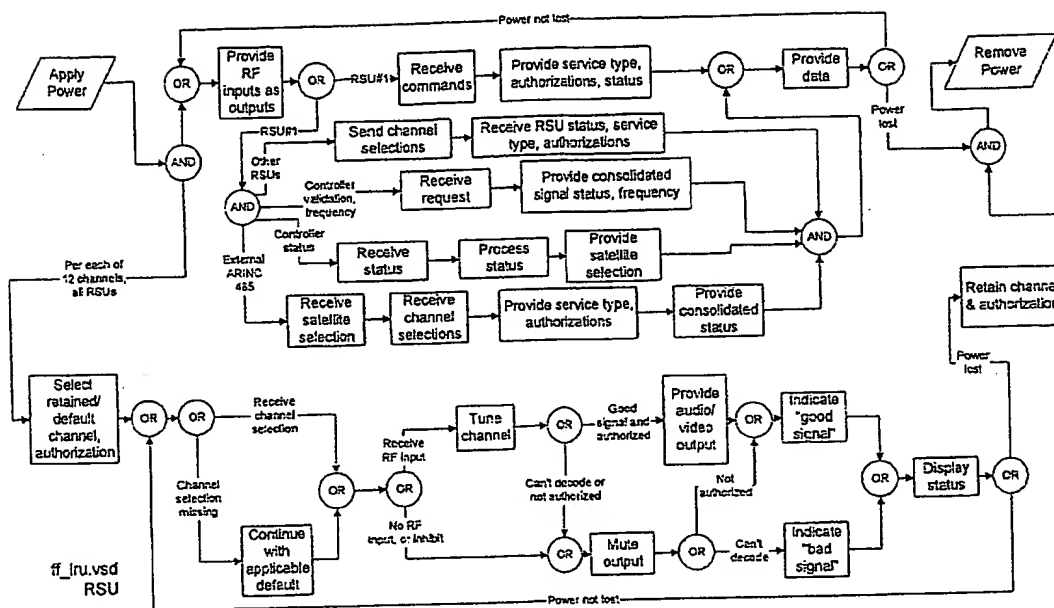 Power not lost
Apply
Power
OR
Provide
RF
inputs as
outputs
OR
RSU#1
Receive
commands
Provide service type,
authorizations, status
OR
Provide
data
OR
Remove
Power
Power
lost
AND
AND
RSU#1
Other
RSUs
Send channel
selections
Receive RSU status, service
type, authorizations
AND
Controller
validation,
frequency
Receive
request
Provide consolidated
signal status, frequency
Controller
status
Receive
status
Process
status
Provide
satellite
selection
AND
External
ARINC
485
Receive
satellite
selection
Receive
channel
selections
Provide service type,
authorizations
Provide
consolidated
status
Per each of
12 channels,
all RSUs
Retain channel
& authorization
Power
lost
Select
retained/
default
channel,
authorization
OR
OR
Receive
channel
selection
Channel
selection
missing
Continue with
applicable
default
OR
OR
Receive
RF input
No RF
input, or inhibit
Tune
channel
OR
Good
signal and
authorized
Can't decode or
not authorized
Provide
audio/
video
output
OR
Indicate
"good
signal"
Not
authorized
OR
Mute
output
OR
Can't
decode
Indicate
"bad
signal"
OR
Display
status
OR
Power not lost
ff_lru.vsd
RSU